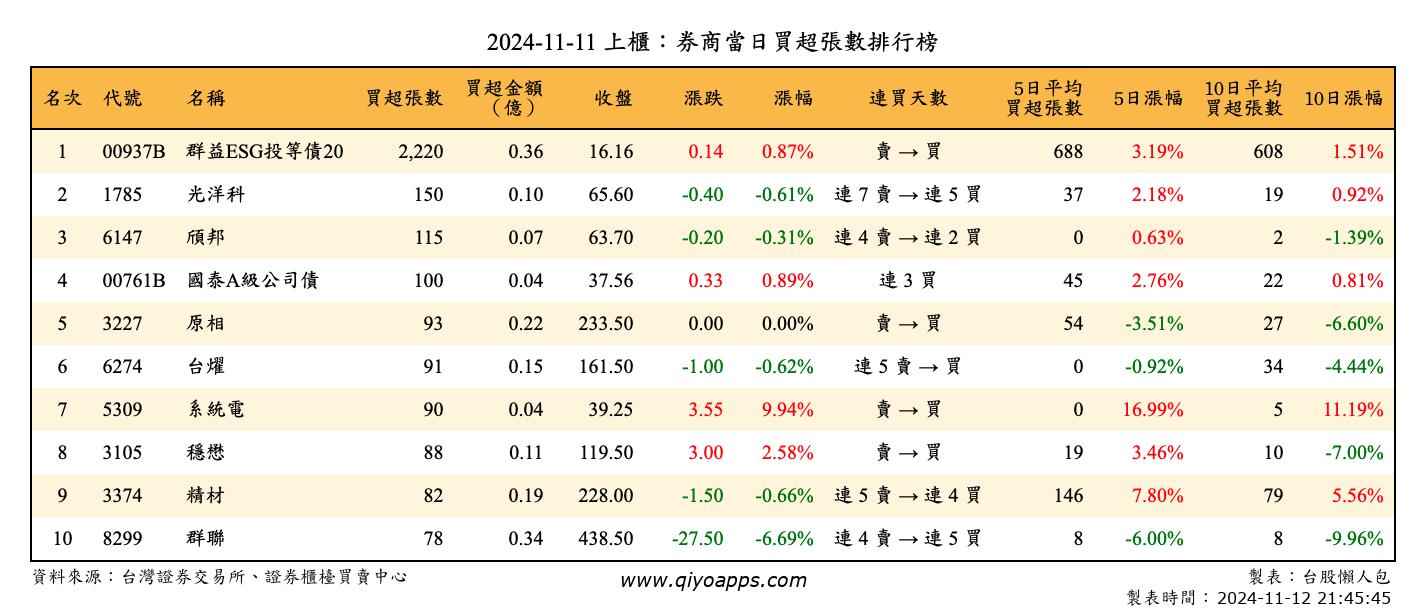 2024-11-11 上櫃：券商當日買超張數排行榜
名次 代號 名稱 買超張數 買超金額（億） 收盤 漲跌 漲幅 連買天數 5日平均買超張數 5日漲幅 10日平均買超張數 10日漲幅
1 00937B 群益ESG投等債20 2,220 0.36 16.16 0.14 0.87% 賣 → 買 688 3.19% 608 1.51%
2 1785 光洋科 150 0.10 65.60 -0.40 -0.61% 連 7 賣 → 連 5 買 37 2.18% 19 0.92%
3 6147 頎邦 115 0.07 63.70 -0.20 -0.31% 連 4 賣 → 連 2 買 0 0.63% 2 -1.39%
4 00761B 國泰A級公司債 100 0.04 37.56 0.33 0.89% 連 3 買 45 2.76% 22 0.81%
5 3227 原相 93 0.22 233.50 0.00 0.00% 賣 → 買 54 -3.51% 27 -6.60%
6 6274 台燿 91 0.15 161.50 -1.00 -0.62% 連 5 賣 → 買 0 -0.92% 34 -4.44%
7 5309 系統電 90 0.04 39.25 3.55 9.94% 賣 → 買 0 16.99% 5 11.19%
8 3105 穩懋 88 0.11 119.50 3.00 2.58% 賣 → 買 19 3.46% 10 -7.00%
9 3374 精材 82 0.19 228.00 -1.50 -0.66% 連 5 賣 → 連 4 買 146 7.80% 79 5.56%
10 8299 群聯 78 0.34 438.50 -27.50 -6.69% 連 4 賣 → 連 5 買 8 -6.00% 8 -9.96%
資料來源：台灣證券交易所、證券櫃檯買賣中心 www.qiyoapps.com 製表：台股懶人包
製表時間：2024-11-12 21:45:45